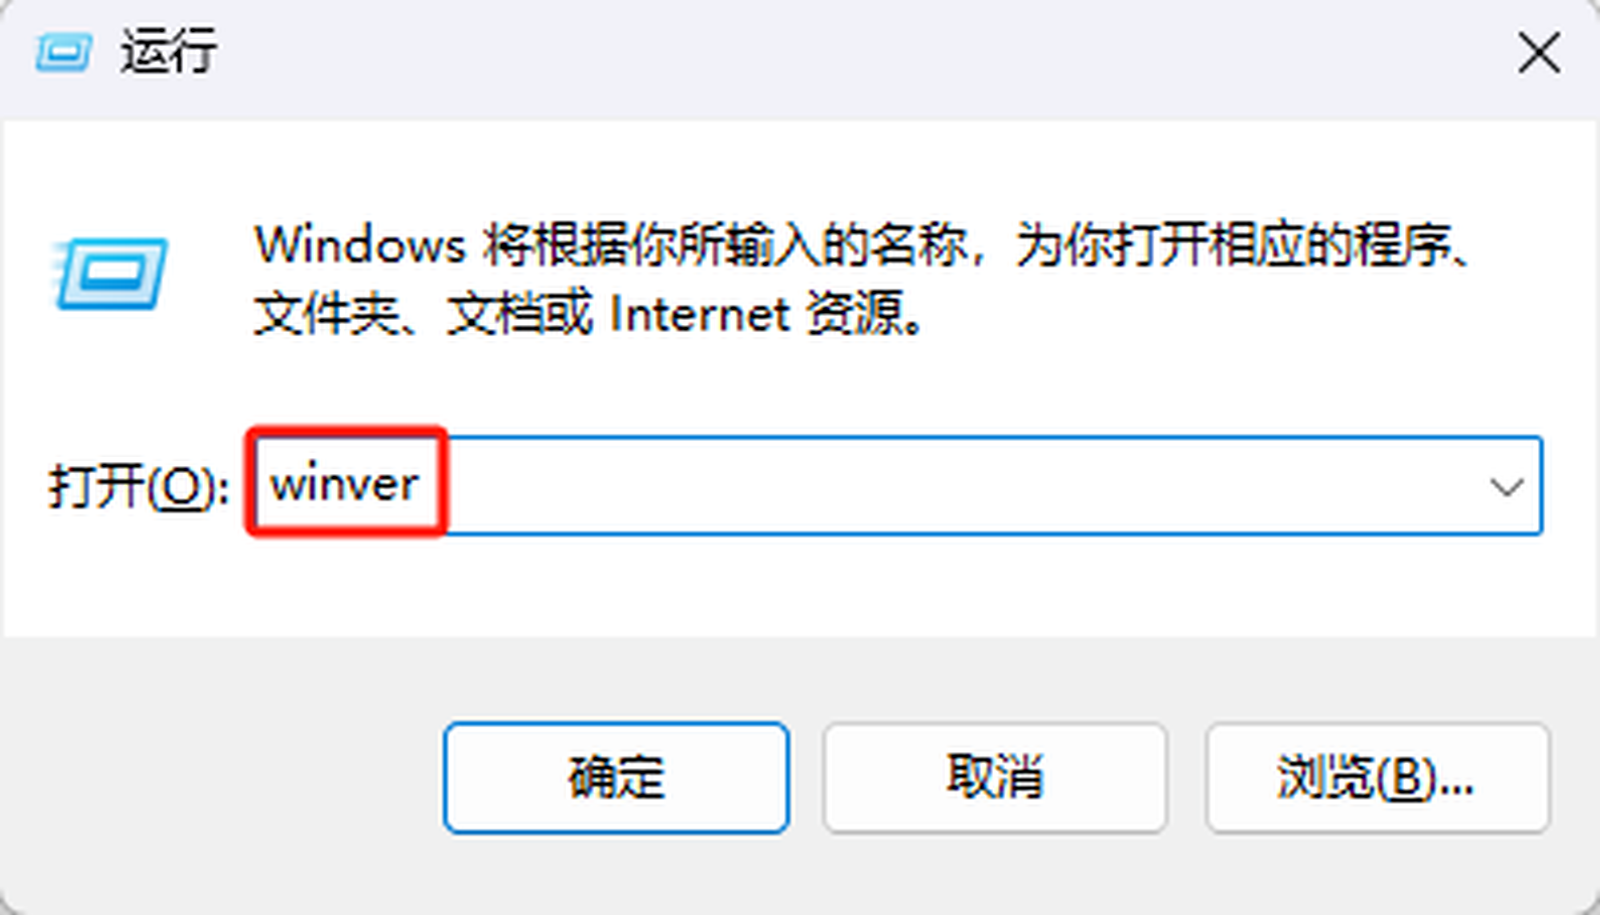 运行
Windows 将根据你所输入的名称，为你打开相应的程序、
文件夹、文档或 Internet 资源。
打开(O): winver
确定 取消 浏览(B)...